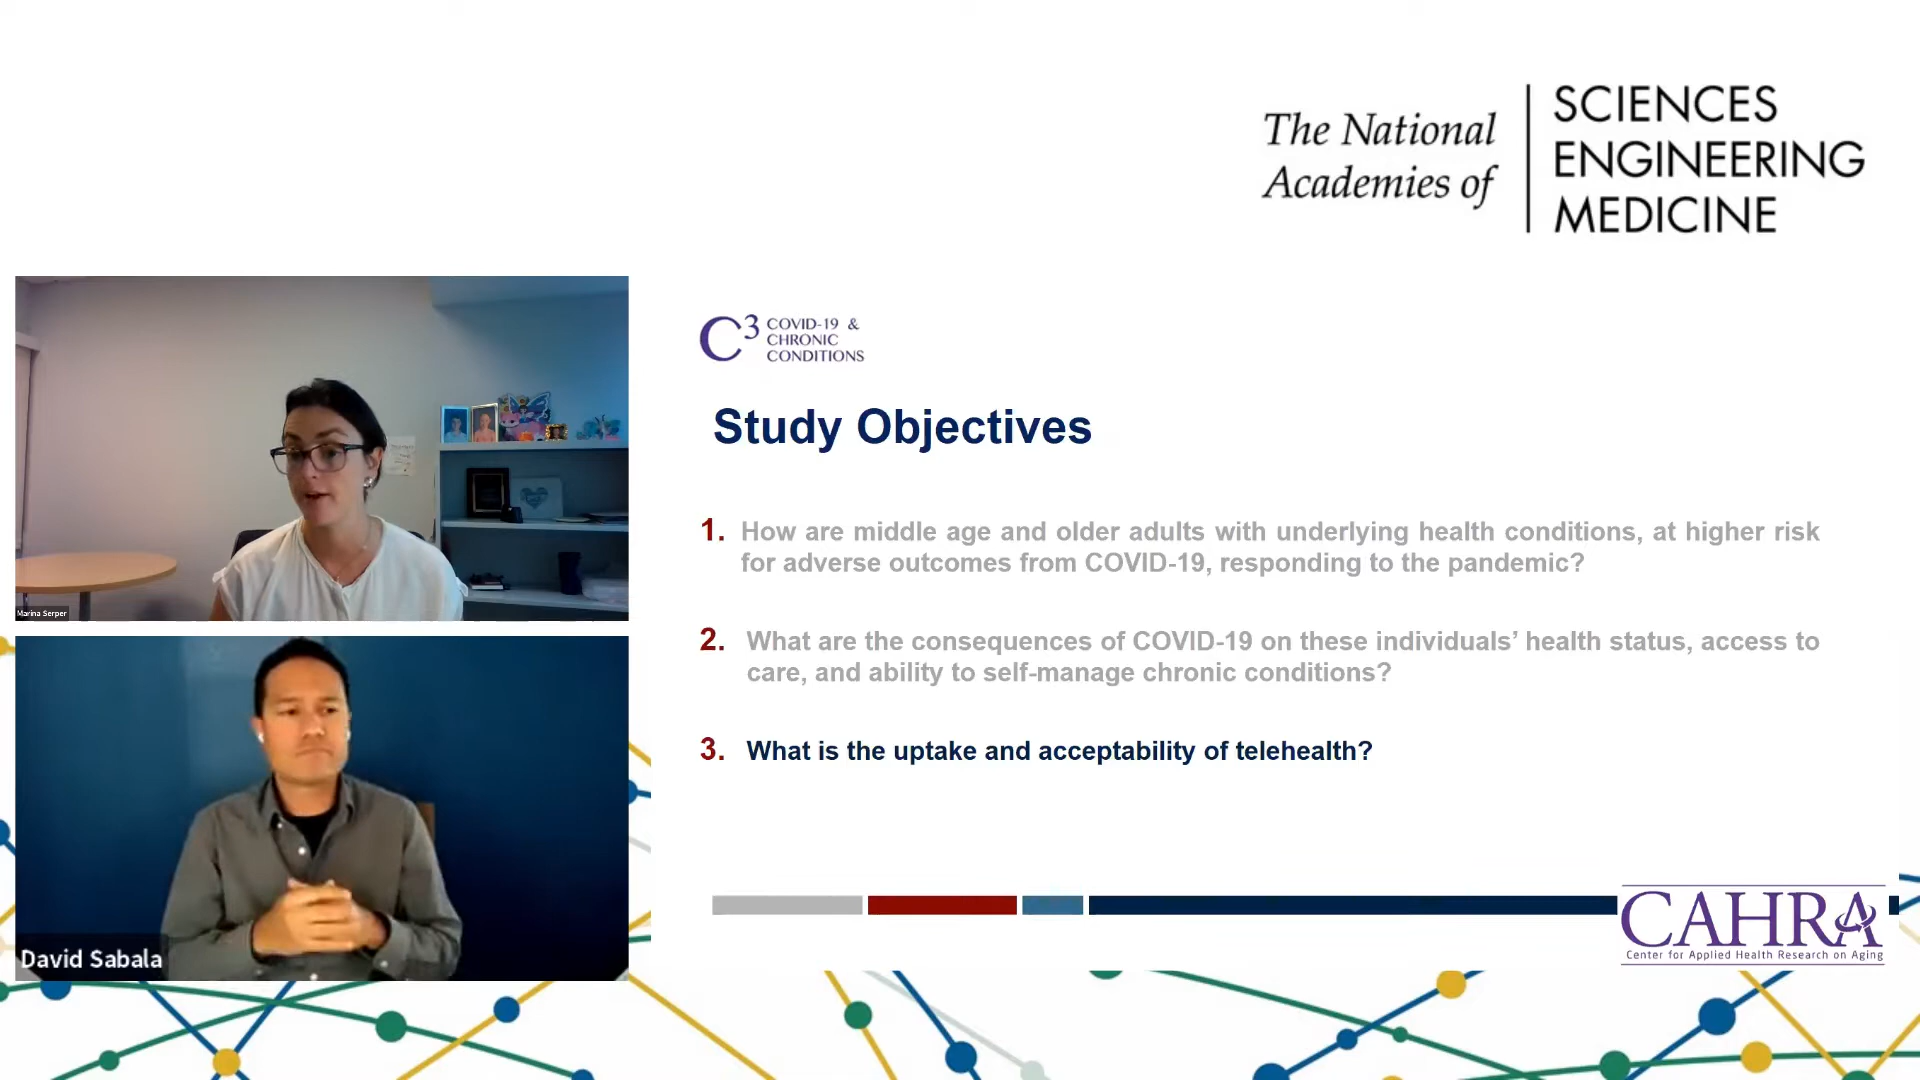 The National
Academies of
SCIENCES
ENGINEERING
MEDICINE
Marina Serper
David Sabala
C3 COVID-19 &
CHRONIC
CONDITIONS
Study Objectives
1. How are middle age and older adults with underlying health conditions, at higher risk
for adverse outcomes from COVID-19, responding to the pandemic?
2. What are the consequences of COVID-19 on these individuals’ health status, access to
care, and ability to self-manage chronic conditions?
3. What is the uptake and acceptability of telehealth?
CAHRA
Center for Applied Health Research on Aging